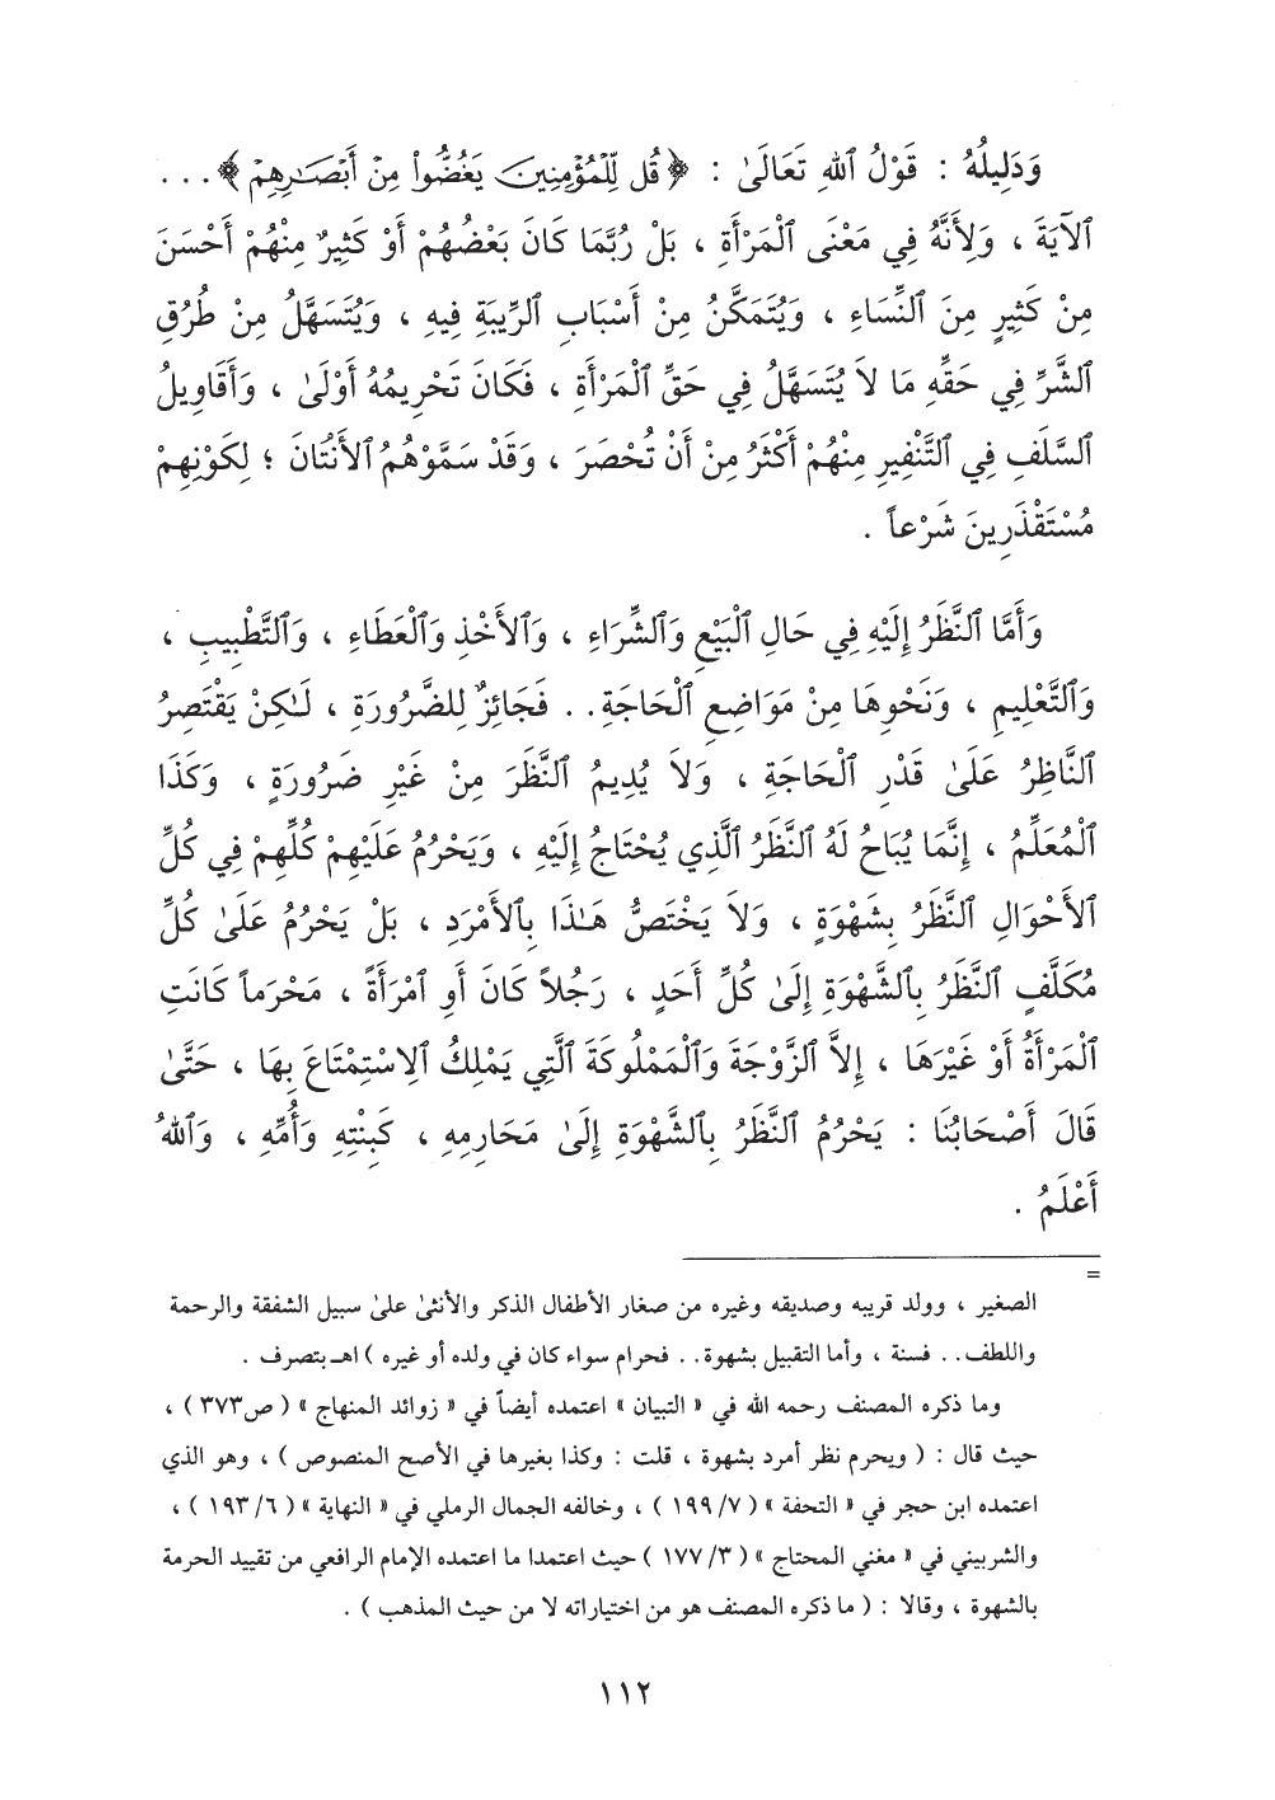 وَدَلِيلُهُ : قَوْلُ ٱللهِ تَعَالَىٰ : ﴿قُل لِّلْمُؤْمِنِينَ يَغُضُّوا۟ مِنْ أَبْصَـٰرِهِمْ﴾ . . .
ٱلآيَةَ ، وَلِأَنَّهُ فِي مَعْنَى ٱلْمَرْأَةِ ، بَلْ رُبَّمَا كَانَ بَعْضُهُمْ أَوْ كَثِيرٌ مِنْهُمْ أَحْسَنَ
مِنْ كَثِيرٍ مِنَ ٱلنِّسَاءِ ، وَيُتَمَكَّنُ مِنْ أَسْبَابِ ٱلرِّيبَةِ فِيهِ ، وَيُتَسَهَّلُ مِنْ طُرُقِ
ٱلشَّرِّ فِي حَقِّهِ مَا لاَ يُتَسَهَّلُ فِي حَقِّ ٱلْمَرْأَةِ ، فَكَانَ تَحْرِيمُهُ أَوْلَىٰ ، وَأَقَاوِيلُ
ٱلسَّلَفِ فِي ٱلتَّنْفِيرِ مِنْهُمْ أَكْثَرُ مِنْ أَنْ تُحْصَرَ ، وَقَدْ سَمَّوْهُمُ ٱلأَنْتَانَ ؛ لِكَوْنِهِمْ
مُسْتَقْذَرِينَ شَرْعاً .
وَأَمَّا ٱلنَّظَرُ إِلَيْهِ فِي حَالِ ٱلْبَيْعِ وَٱلشِّرَاءِ ، وَٱلأَخْذِ وَٱلْعَطَاءِ ، وَٱلتَّطْبِيبِ ،
وَٱلتَّعْلِيمِ ، وَنَحْوِهَا مِنْ مَوَاضِعِ ٱلْحَاجَةِ . . فَجَائِزٌ لِلضَّرُورَةِ ، لَـٰكِنْ يَقْتَصِرُ
ٱلنَّاظِرُ عَلَىٰ قَدْرِ ٱلْحَاجَةِ ، وَلاَ يُدِيمُ ٱلنَّظَرَ مِنْ غَيْرِ ضَرُورَةٍ ، وَكَذَا
ٱلْمُعَلِّمُ ، إِنَّمَا يُبَاحُ لَهُ ٱلنَّظَرُ ٱلَّذِي يُحْتَاجُ إِلَيْهِ ، وَيَحْرُمُ عَلَيْهِمْ كُلِّهِمْ فِي كُلِّ
ٱلأَحْوَالِ ٱلنَّظَرُ بِشَهْوَةٍ ، وَلاَ يَخْتَصُّ هَـٰذَا بِٱلأَمْرَدِ ، بَلْ يَحْرُمُ عَلَىٰ كُلِّ
مُكَلَّفٍ ٱلنَّظَرُ بِٱلشَّهْوَةِ إِلَىٰ كُلِّ أَحَدٍ ، رَجُلاً كَانَ أَوِ ٱمْرَأَةً ، مَحْرَماً كَانَتِ
ٱلْمَرْأَةُ أَوْ غَيْرَهَا ، إِلاَّ ٱلزَّوْجَةَ وَٱلْمَمْلُوكَةَ ٱلَّتِي يَمْلِكُ ٱلِاسْتِمْتَاعَ بِهَا ، حَتَّىٰ
قَالَ أَصْحَابُنَا : يَحْرُمُ ٱلنَّظَرُ بِٱلشَّهْوَةِ إِلَىٰ مَحَارِمِهِ ، كَبِنْتِهِ وَأُمِّهِ ، وَٱللهُ
أَعْلَمُ .
=
الصغير ، وولد قريبه وصديقه وغيره من صغار الأطفال الذكر والأنثىٰ علىٰ سبيل الشفقة والرحمة
واللطف . . فسنة ، وأما التقبيل بشهوة . . فحرام سواء كان في ولده أو غيره ) اهـ بتصرف .
وما ذكره المصنف رحمه الله في « التبيان » اعتمده أيضاً في « زوائد المنهاج » ( ص٣٧٣ ) ،
حيث قال : ( ويحرم نظر أمرد بشهوة ، قلت : وكذا بغيرها في الأصح المنصوص ) ، وهو الذي
اعتمده ابن حجر في « التحفة » ( ٧/ ١٩٩ ) ، وخالفه الجمال الرملي في « النهاية » ( ٦/ ١٩٣ ) ،
والشربيني في « مغني المحتاج » ( ٣/ ١٧٧ ) حيث اعتمدا ما اعتمده الإمام الرافعي من تقييد الحرمة
بالشهوة ، وقالا : ( ما ذكره المصنف هو من اختياراته لا من حيث المذهب ) .
١١٢